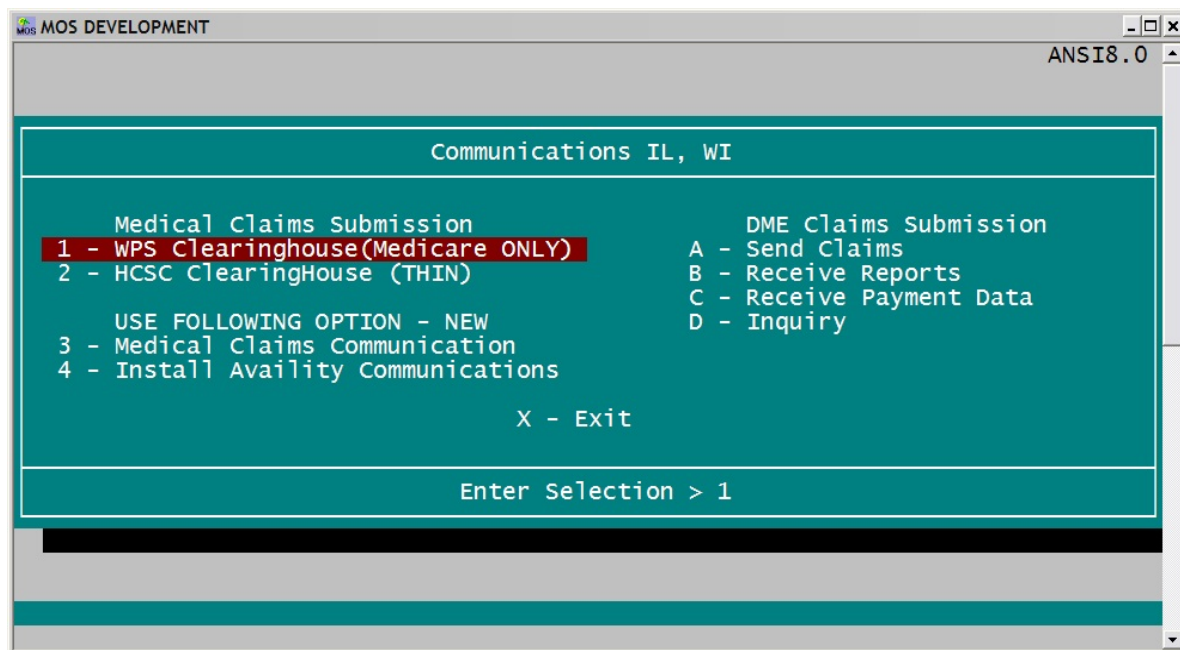 MOS MOS DEVELOPMENT
ANSI8.0
Communications IL, WI
Medical Claims Submission
1 - WPS Clearinghouse(Medicare ONLY)
2 - HCSC ClearingHouse (THIN)
USE FOLLOWING OPTION - NEW
3 - Medical Claims Communication
4 - Install Availity Communications
DME Claims Submission
A - Send Claims
B - Receive Reports
C - Receive Payment Data
D - Inquiry
X - Exit
Enter Selection > 1